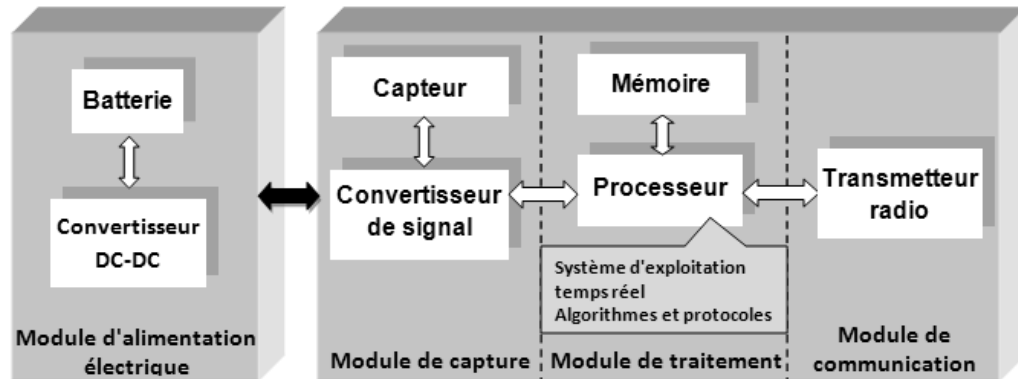 Batterie
Convertisseur
DC-DC
Module d'alimentation
électrique
Capteur
Convertisseur
de signal
Module de capture
Mémoire
Processeur
Système d'exploitation
temps réel
Algorithmes et protocoles
Module de traitement
Transmetteur
radio
Module de
communication